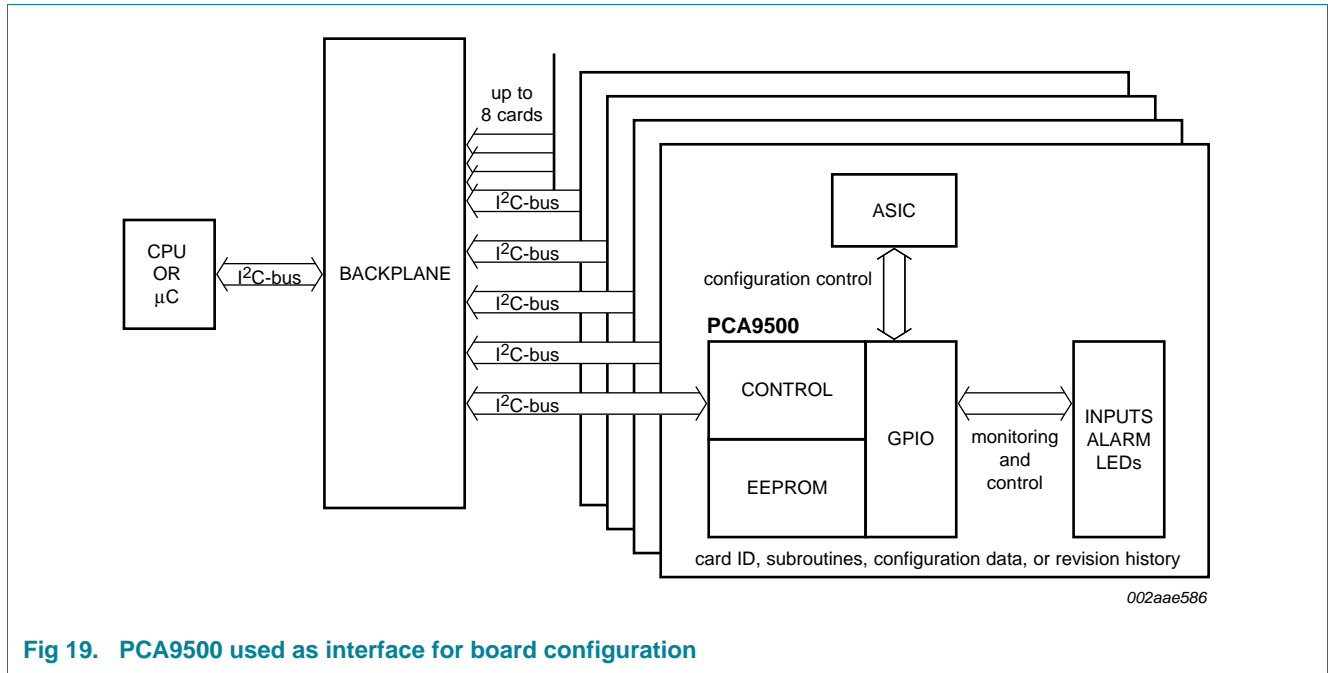 up to
8 cards
I2C-bus
I2C-bus
I2C-bus
I2C-bus
I2C-bus
I2C-bus
CPU
OR
μC
BACKPLANE
ASIC
configuration control
PCA9500
CONTROL
EEPROM
GPIO
monitoring
and
control
INPUTS
ALARM
LEDs
card ID, subroutines, configuration data, or revision history
002aae586
Fig 19. PCA9500 used as interface for board configuration